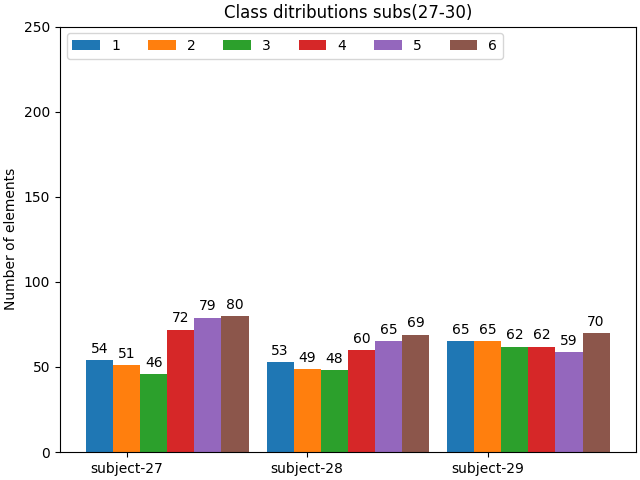 Class ditributions subs(27-30)
1 2 3 4 5 6
Number of elements
250
200
150
100
50
0
54 51 46 72 79 80
53 49 48 60 65 69
65 65 62 62 59 70
subject-27 subject-28 subject-29